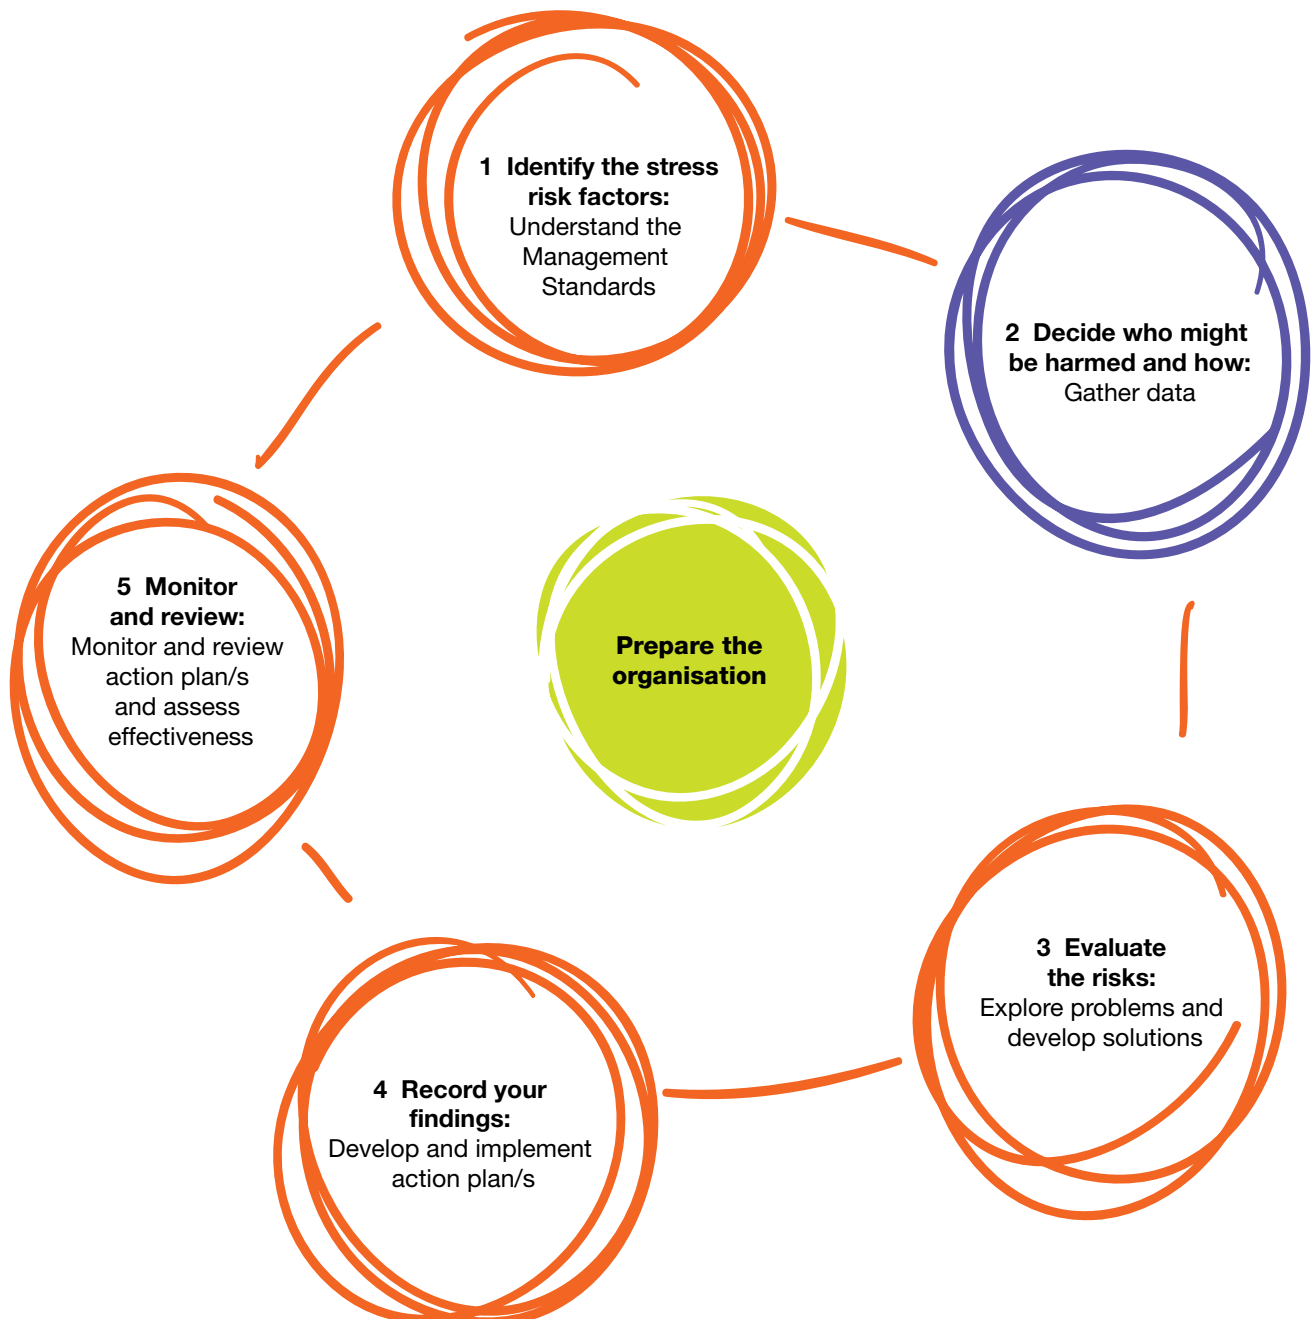 1 Identify the stress
risk factors:
Understand the
Management
Standards
2 Decide who might
be harmed and how:
Gather data
5 Monitor
and review:
Monitor and review
action plan/s
and assess
effectiveness
Prepare the
organisation
3 Evaluate
the risks:
Explore problems and
develop solutions
4 Record your
findings:
Develop and implement
action plan/s